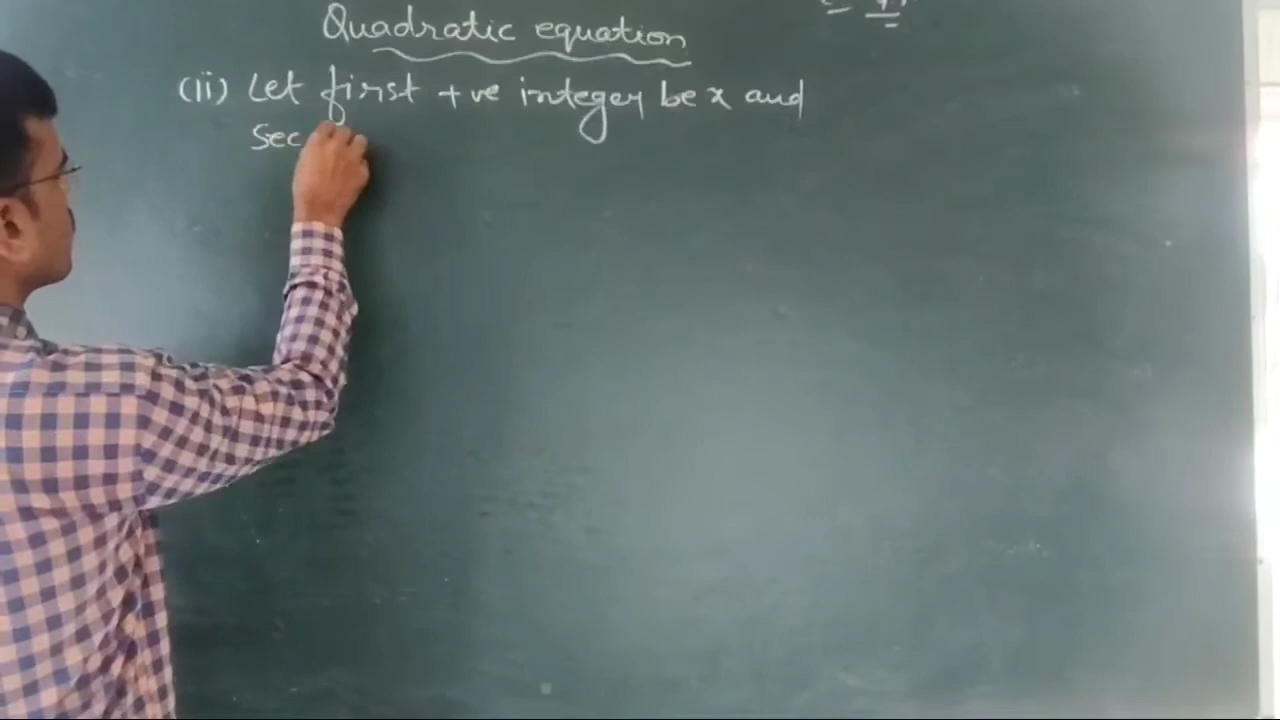 Quadratic equation
(ii) Let first +ve integer be x and
Sec